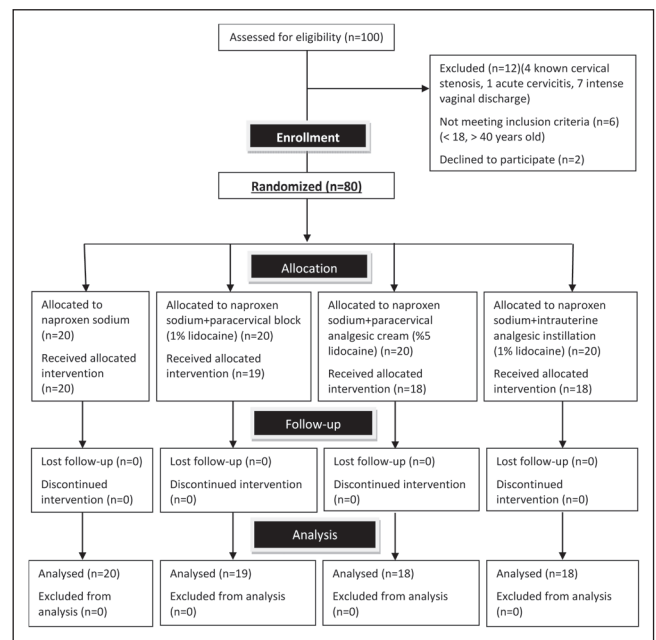 Assessed for eligibility (n=100)
Excluded (n=12)(4 known cervical
stenosis, 1 acute cervicitis, 7 intense
vaginal discharge)
Not meeting inclusion criteria (n=6)
(< 18, > 40 years old)
Declined to participate (n=2)
Enrollment
Randomized (n=80)
Allocation
Allocated to
naproxen sodium
(n=20)
Received allocated
intervention
(n=20)
Allocated to naproxen
sodium+paracervical block
(1% lidocaine) (n=20)
Received allocated
intervention (n=19)
Allocated to naproxen
sodium+paracervical
analgesic cream (%5
lidocaine) (n=20)
Received allocated
intervention (n=18)
Allocated to naproxen
sodium+intrauterine
analgesic instillation
(1% lidocaine) (n=20)
Received allocated
intervention (n=18)
Follow-up
Lost follow-up (n=0)
Discontinued
intervention (n=0)
Lost follow-up (n=0)
Discontinued intervention
(n=0)
Lost follow-up (n=0)
Discontinued intervention
(n=0)
Lost follow-up (n=0)
Discontinued
intervention (n=0)
Analysis
Analysed (n=20)
Excluded from
analysis (n=0)
Analysed (n=19)
Excluded from analysis
(n=0)
Analysed (n=18)
Excluded from analysis
(n=0)
Analysed (n=18)
Excluded from analysis
(n=0)